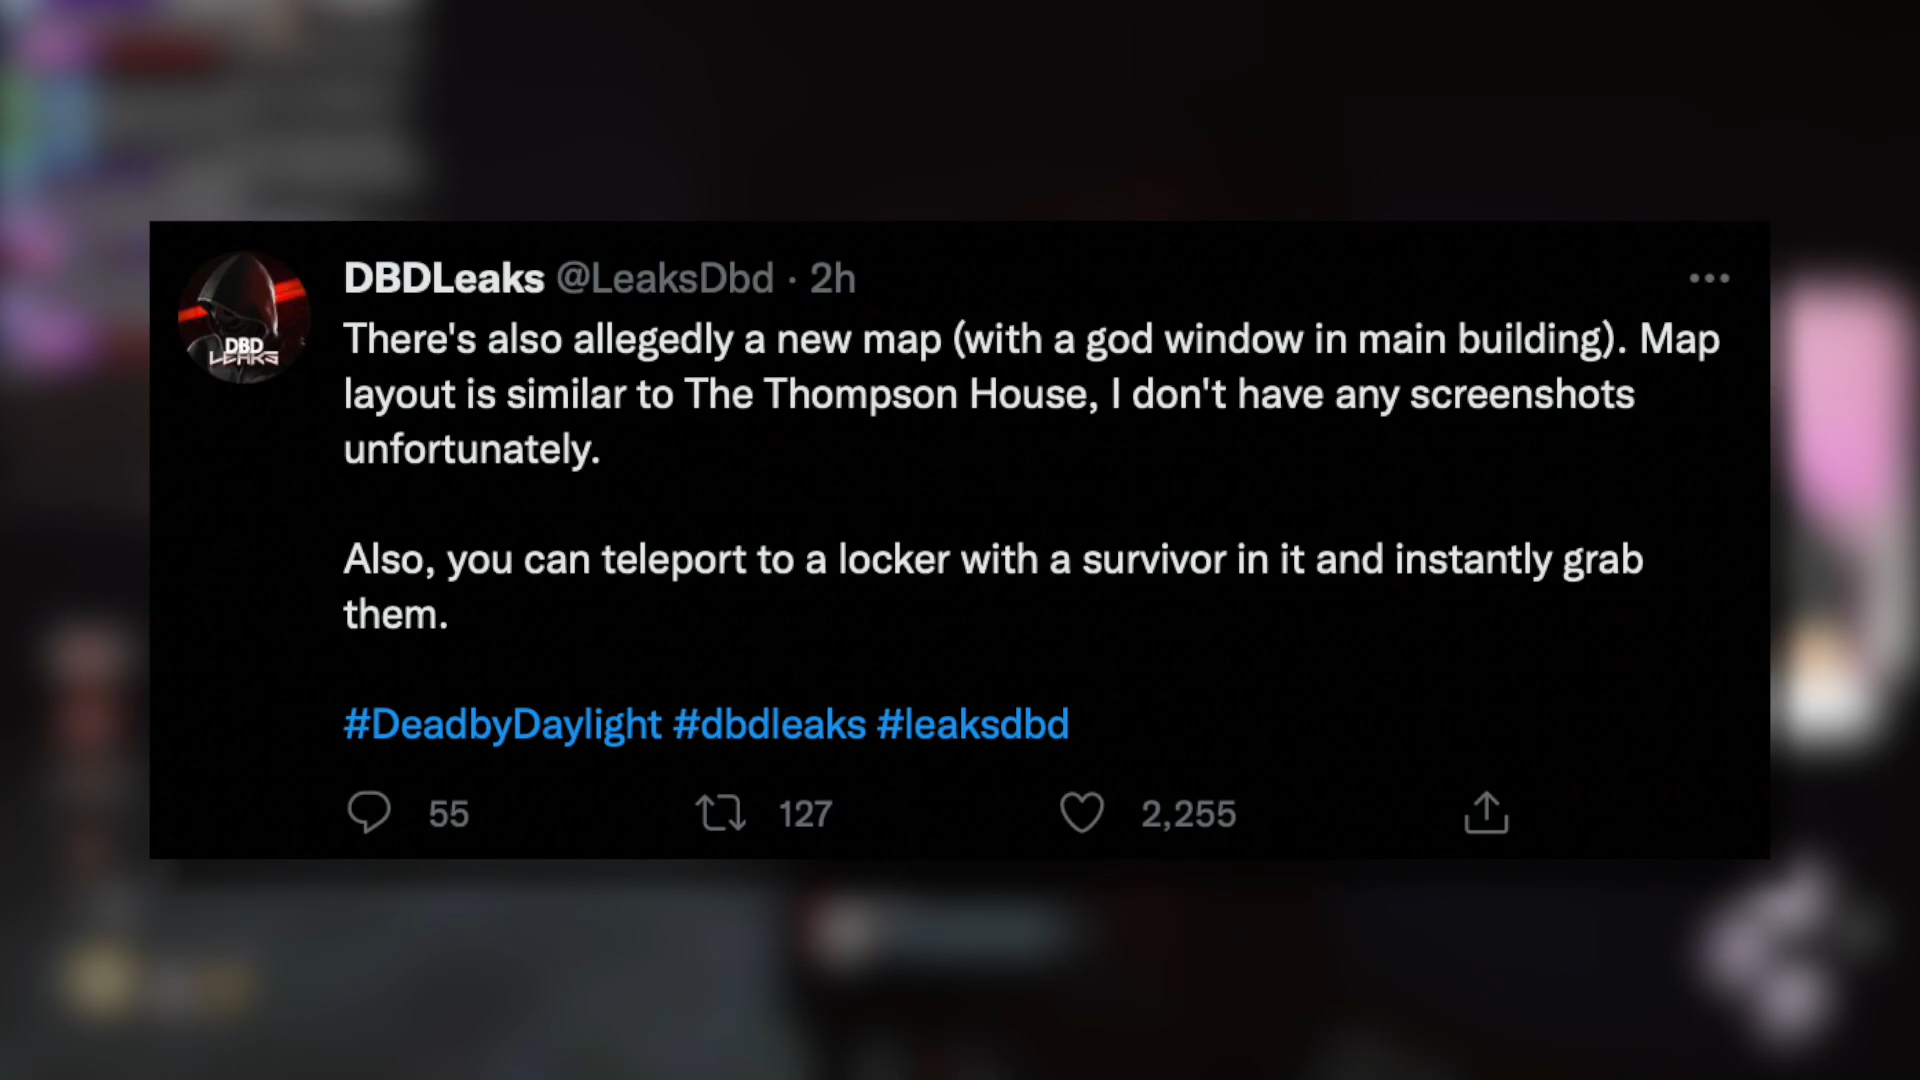 DBDLeaks @LeaksDbd · 2h
There's also allegedly a new map (with a god window in main building). Map
layout is similar to The Thompson House, I don't have any screenshots
unfortunately.
Also, you can teleport to a locker with a survivor in it and instantly grab
them.
#DeadbyDaylight #dbdleaks #leaksdbd
55 127 2,255
DBD
LEAKS